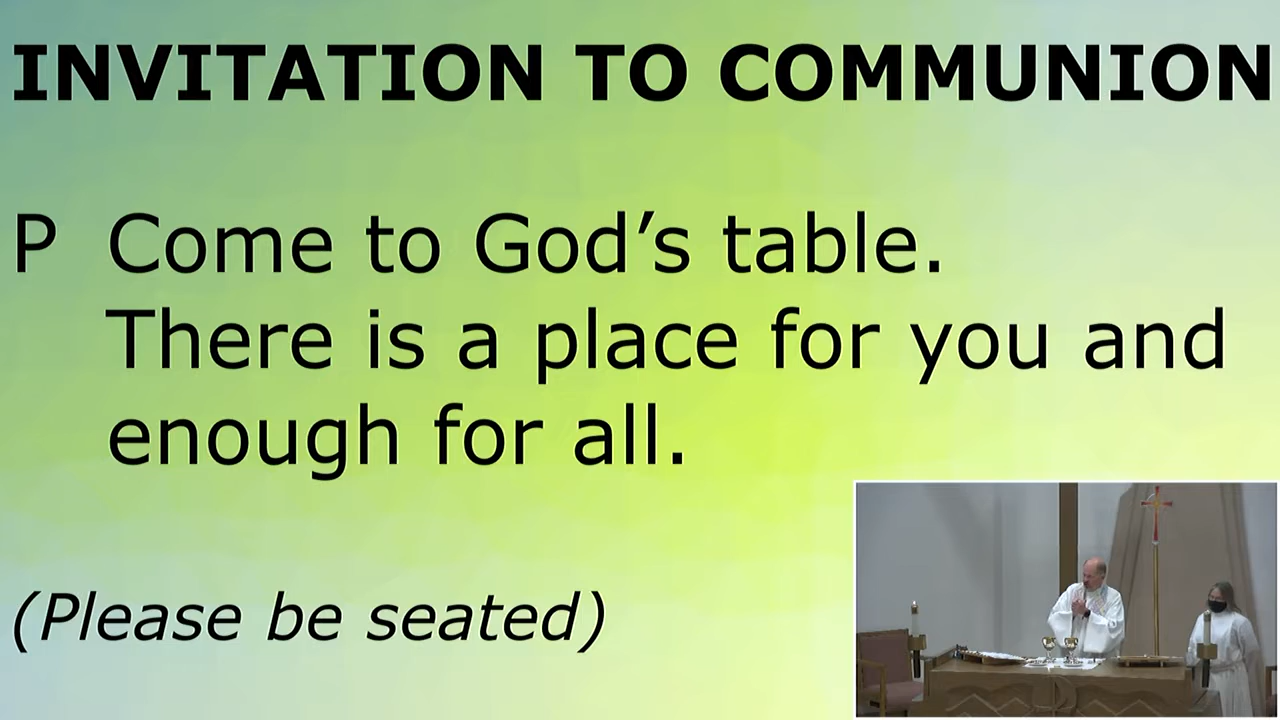 INVITATION TO COMMUNION
P Come to God’s table.
There is a place for you and
enough for all.
(Please be seated)